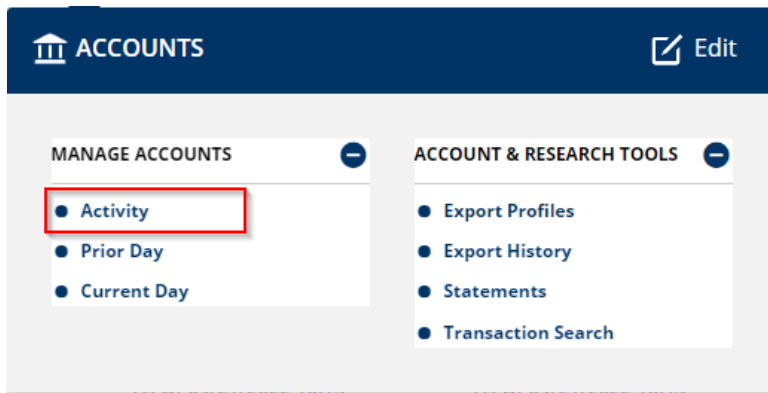 ACCOUNTS
Edit
MANAGE ACCOUNTS
Activity
Prior Day
Current Day
ACCOUNT & RESEARCH TOOLS
Export Profiles
Export History
Statements
Transaction Search